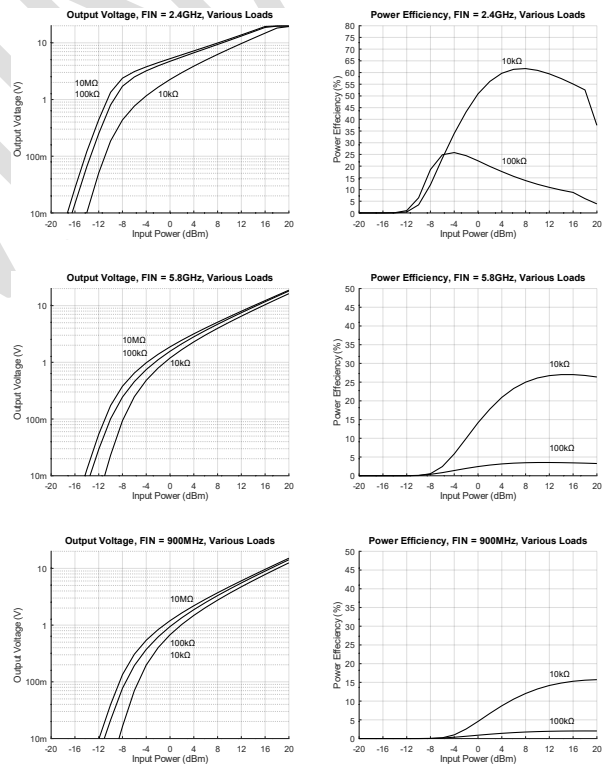 Output Voltage, FIN = 2.4GHz, Various Loads
10
1
100m
10m
Output Voltage (V)
10MΩ
100kΩ
10kΩ
-20 -16 -12 -8 -4 0 4 8 12 16 20
Input Power (dBm)
Power Efficiency, FIN = 2.4GHz, Various Loads
80
75
70
65
60
55
50
45
40
35
30
25
20
15
10
5
0
Power Effeciency (%)
10kΩ
100kΩ
-20 -16 -12 -8 -4 0 4 8 12 16 20
Input Power (dBm)
Output Voltage, FIN = 5.8GHz, Various Loads
10
1
100m
10m
Output Voltage (V)
10MΩ
100kΩ
10kΩ
-20 -16 -12 -8 -4 0 4 8 12 16 20
Input Power (dBm)
Power Efficiency, FIN = 5.8GHz, Various Loads
50
45
40
35
30
25
20
15
10
5
0
Power Effeciency (%)
10kΩ
100kΩ
-20 -16 -12 -8 -4 0 4 8 12 16 20
Input Power (dBm)
Output Voltage, FIN = 900MHz, Various Loads
10
1
100m
10m
Output Voltage (V)
10MΩ
100kΩ
10kΩ
-20 -16 -12 -8 -4 0 4 8 12 16 20
Input Power (dBm)
Power Efficiency, FIN = 900MHz, Various Loads
50
45
40
35
30
25
20
15
10
5
0
Power Effeciency (%)
10kΩ
100kΩ
-20 -16 -12 -8 -4 0 4 8 12 16 20
Input Power (dBm)